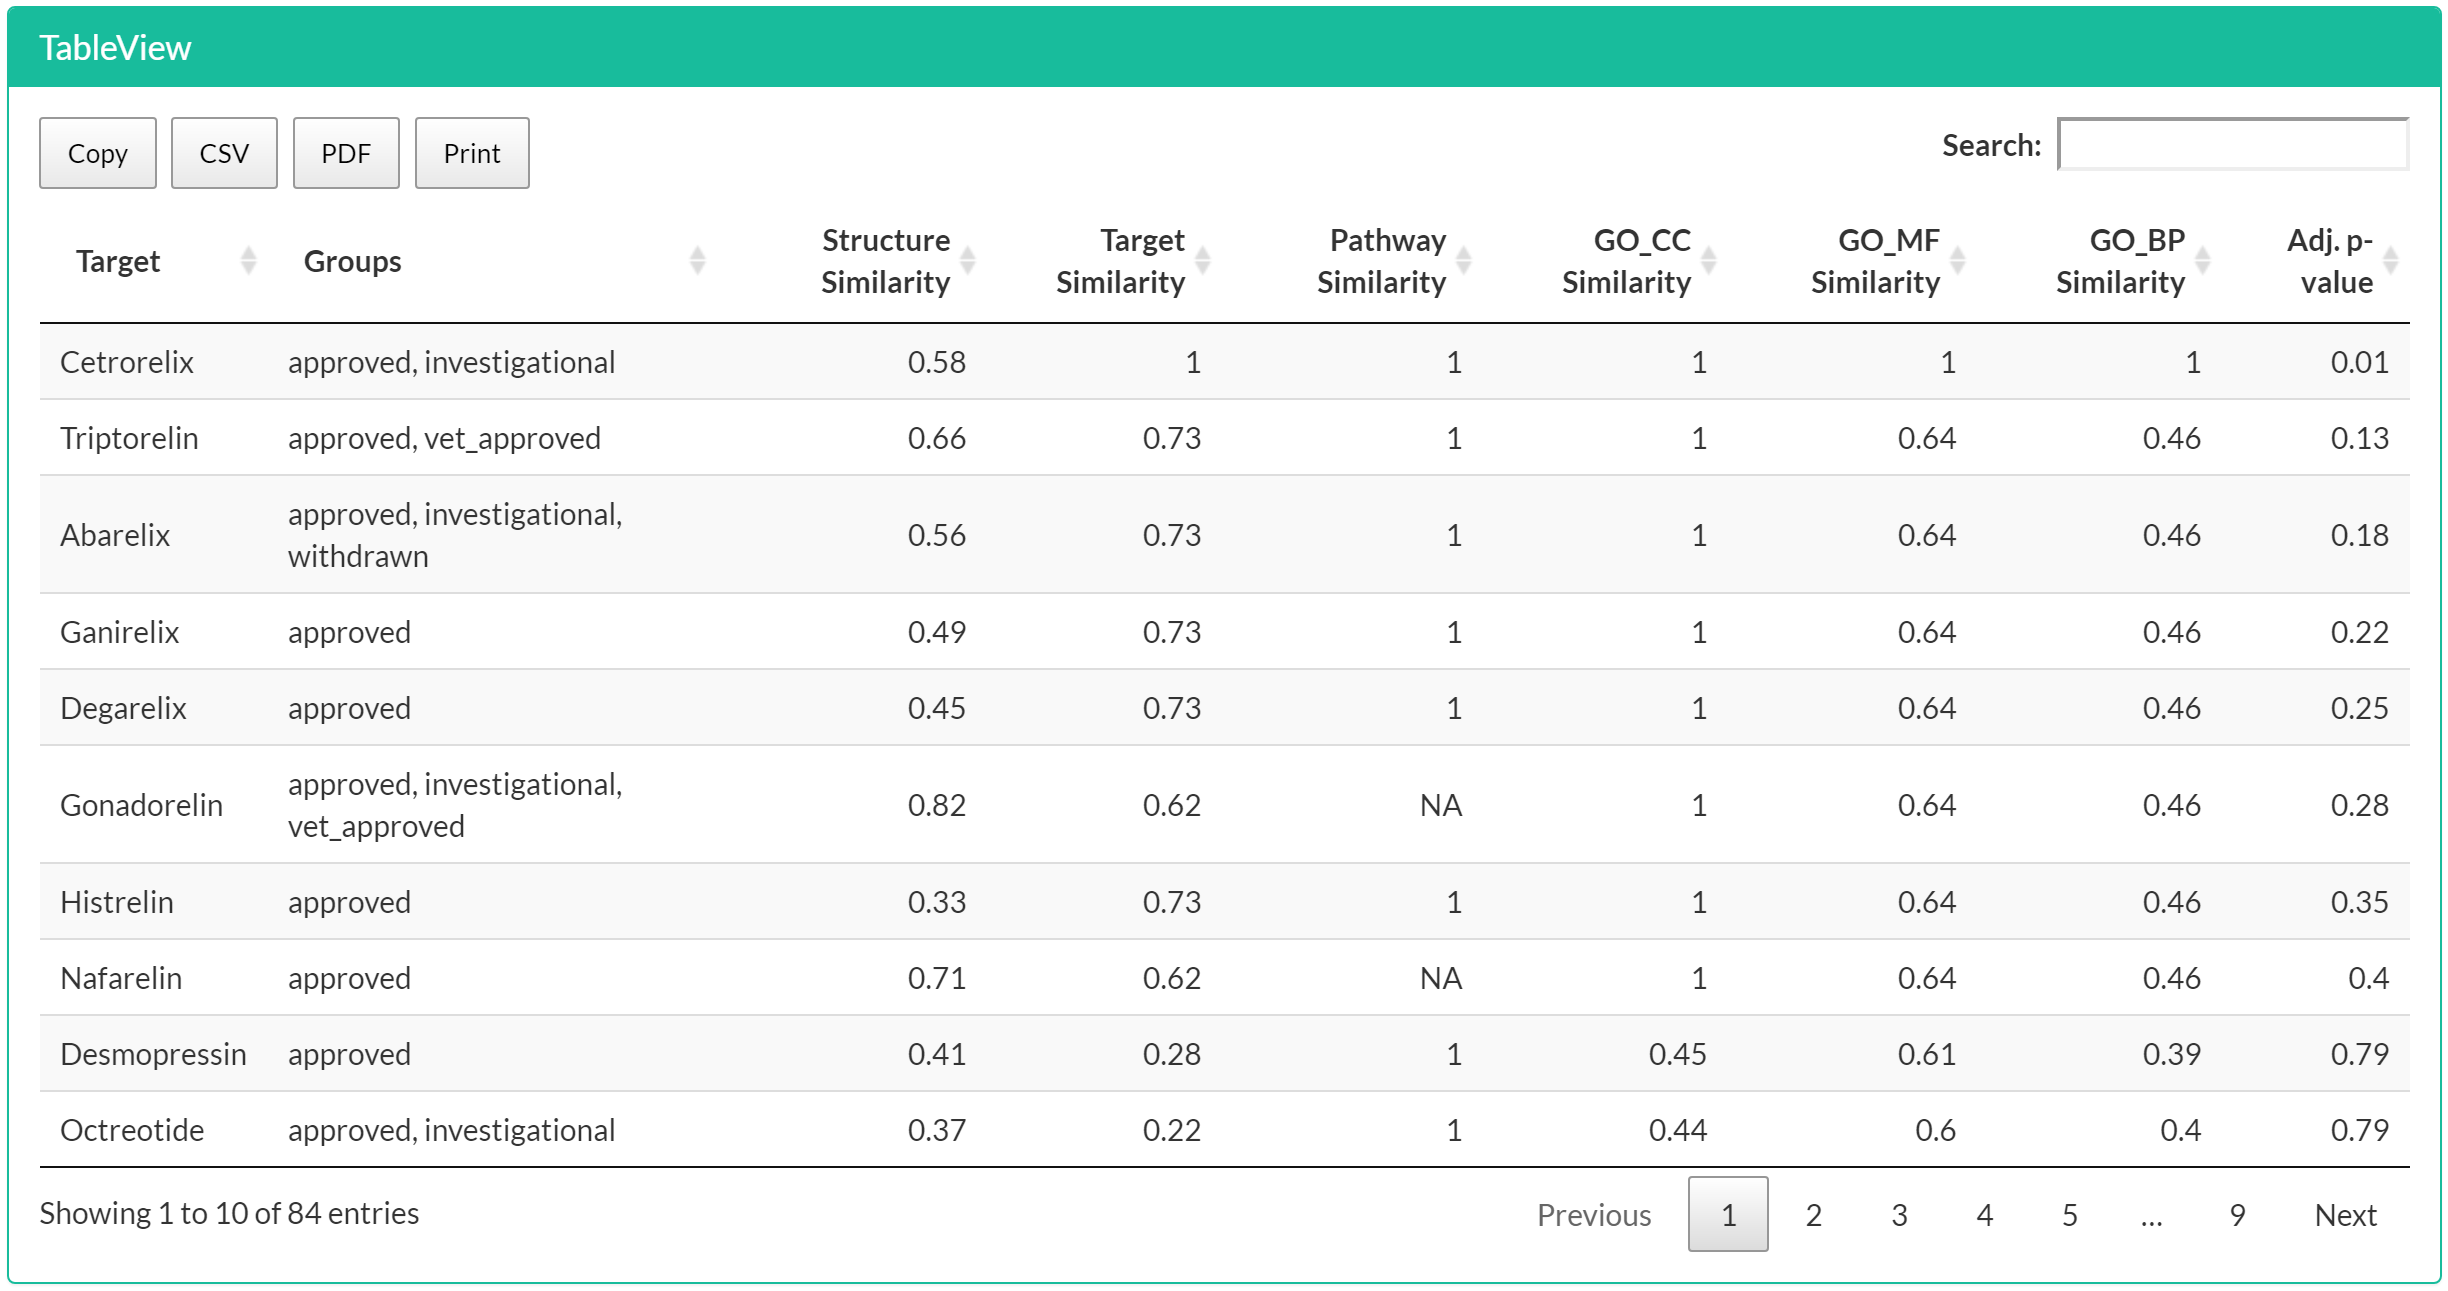 TableView
Copy CSV PDF Print Search:
Target Groups Structure Similarity Target Similarity Pathway Similarity GO_CC Similarity GO_MF Similarity GO_BP Similarity Adj. p-value
Cetrorelix approved, investigational 0.58 1 1 1 1 1 0.01
Triptorelin approved, vet_approved 0.66 0.73 1 1 0.64 0.46 0.13
Abarelix approved, investigational, withdrawn 0.56 0.73 1 1 0.64 0.46 0.18
Ganirelix approved 0.49 0.73 1 1 0.64 0.46 0.22
Degarelix approved 0.45 0.73 1 1 0.64 0.46 0.25
Gonadorelin approved, investigational, vet_approved 0.82 0.62 NA 1 0.64 0.46 0.28
Histrelin approved 0.33 0.73 1 1 0.64 0.46 0.35
Nafarelin approved 0.71 0.62 NA 1 0.64 0.46 0.4
Desmopressin approved 0.41 0.28 1 0.45 0.61 0.39 0.79
Octreotide approved, investigational 0.37 0.22 1 0.44 0.6 0.4 0.79
Showing 1 to 10 of 84 entries Previous 1 2 3 4 5 ... 9 Next